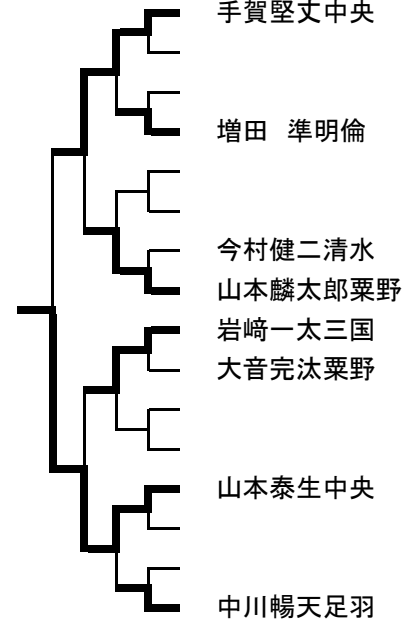 手賀堅丈中央
増田　準明倫
今村健二清水
山本麟太郎粟野
岩﨑一太三国
大音完汰粟野
山本泰生中央
中川暢天足羽